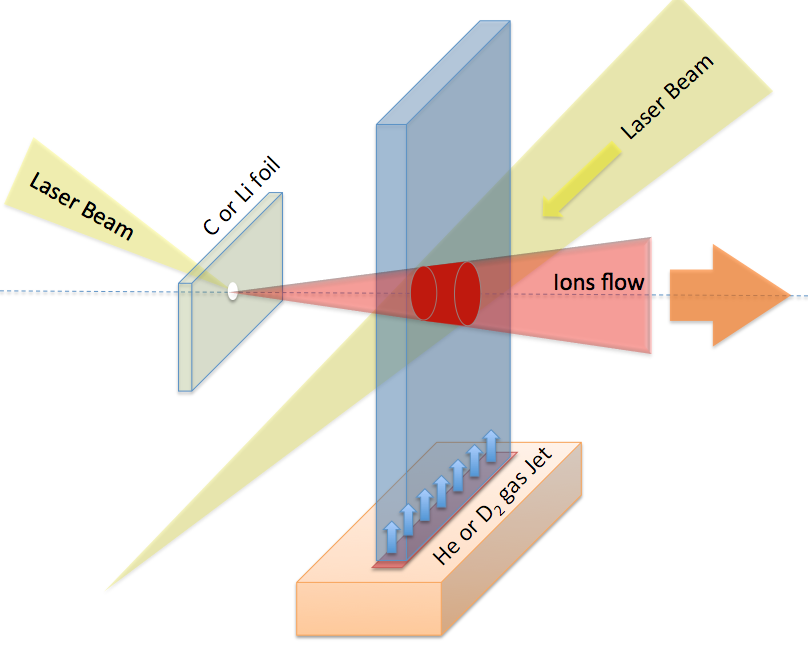 Laser Beam
C or Li foil
Laser Beam
Ions flow
He or D₂ gas Jet